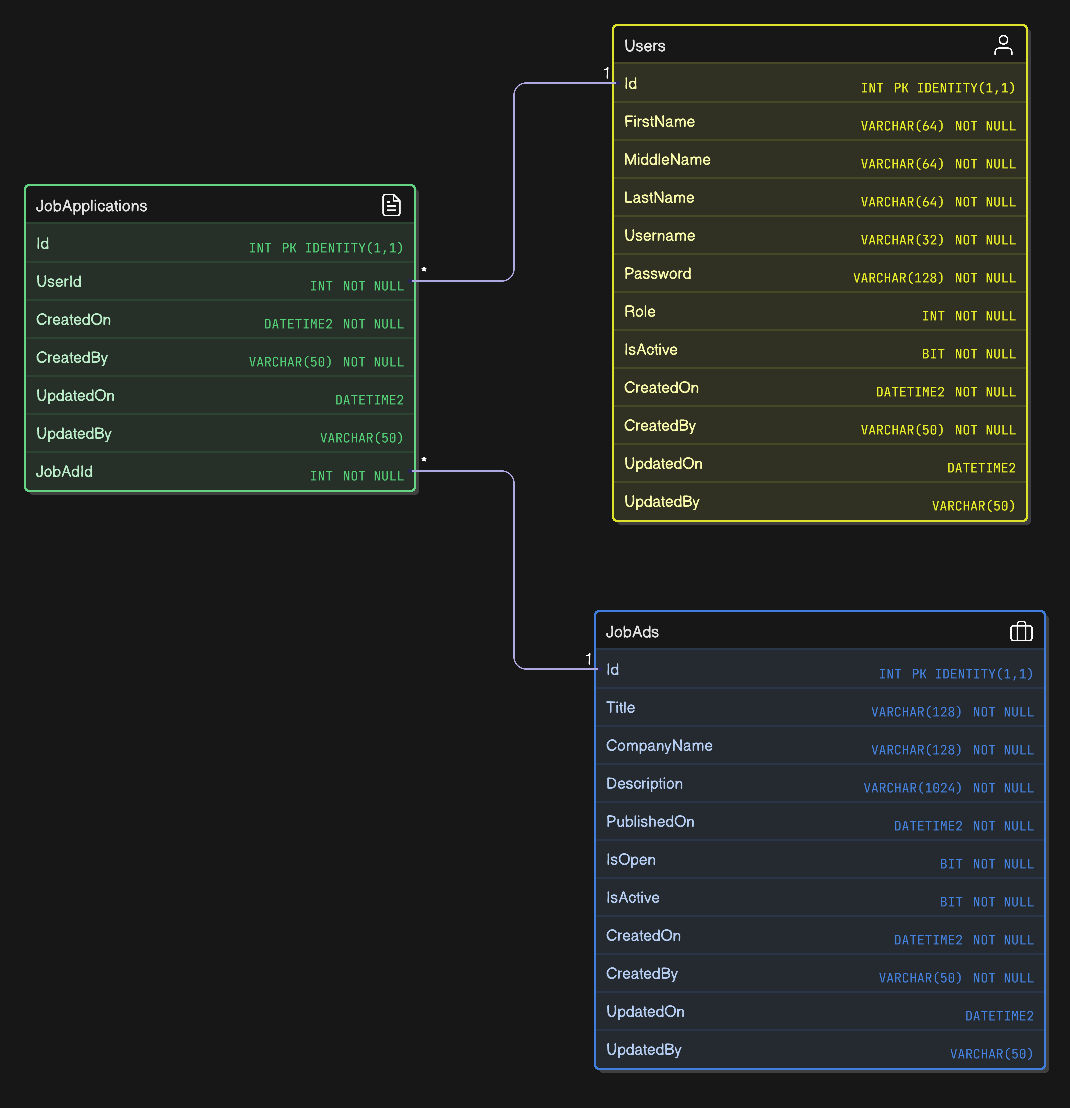 Users
1
Id INT PK IDENTITY(1,1)
FirstName VARCHAR(64) NOT NULL
MiddleName VARCHAR(64) NOT NULL
LastName VARCHAR(64) NOT NULL
Username VARCHAR(32) NOT NULL
Password VARCHAR(128) NOT NULL
Role INT NOT NULL
IsActive BIT NOT NULL
CreatedOn DATETIME2 NOT NULL
CreatedBy VARCHAR(50) NOT NULL
UpdatedOn DATETIME2
UpdatedBy VARCHAR(50)
JobApplications
Id INT PK IDENTITY(1,1)
*
UserId INT NOT NULL
CreatedOn DATETIME2 NOT NULL
CreatedBy VARCHAR(50) NOT NULL
UpdatedOn DATETIME2
UpdatedBy VARCHAR(50)
*
JobAdId INT NOT NULL
JobAds
1
Id INT PK IDENTITY(1,1)
Title VARCHAR(128) NOT NULL
CompanyName VARCHAR(128) NOT NULL
Description VARCHAR(1024) NOT NULL
PublishedOn DATETIME2 NOT NULL
IsOpen BIT NOT NULL
IsActive BIT NOT NULL
CreatedOn DATETIME2 NOT NULL
CreatedBy VARCHAR(50) NOT NULL
UpdatedOn DATETIME2
UpdatedBy VARCHAR(50)